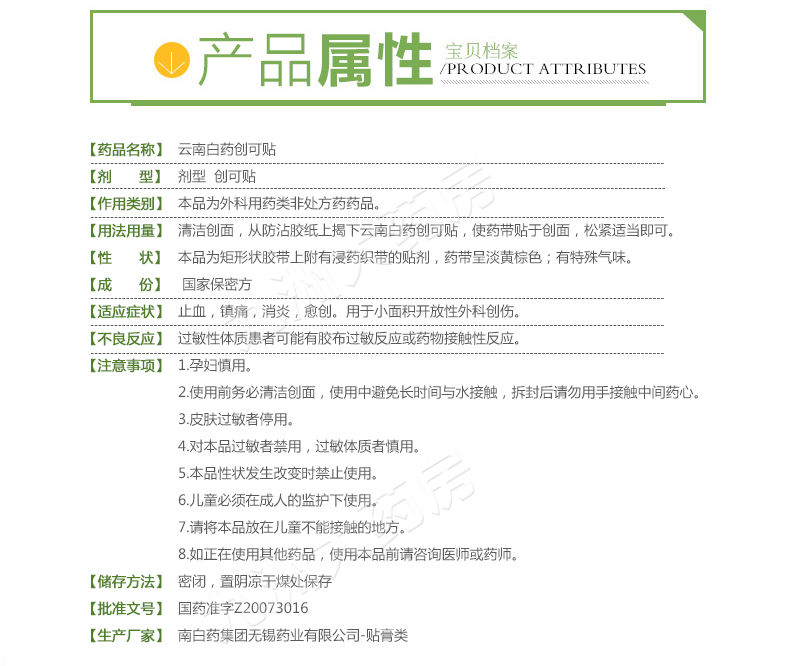 产品属性
宝贝档案
/PRODUCT ATTRIBUTES
【药品名称】 云南白药创可贴
【剂 型】 剂型 创可贴
【作用类别】 本品为外科用药类非处方药药品。
【用法用量】 清洁创面，从防沾胶纸上揭下云南白药创可贴，使药带贴于创面，松紧适当即可。
【性 状】 本品为矩形状胶带上附有浸药织带的贴剂，药带呈淡黄棕色；有特殊气味。
【成 份】 国家保密方
【适应症状】 止血，镇痛，消炎，愈创。用于小面积开放性外科创伤。
【不良反应】 过敏性体质患者可能有胶布过敏反应或药物接触性反应。
【注意事项】 1.孕妇慎用。
2.使用前务必清洁创面，使用中避免长时间与水接触，拆封后请勿用手接触中间药心。
3.皮肤过敏者停用。
4.对本品过敏者禁用，过敏体质者慎用。
5.本品性状发生改变时禁止使用。
6.儿童必须在成人的监护下使用。
7.请将本品放在儿童不能接触的地方。
8.如正在使用其他药品，使用本品前请咨询医师或药师。
【储存方法】 密闭，置阴凉干煤处保存
【批准文号】 国药准字Z20073016
【生产厂家】 南白药集团无锡药业有限公司-贴膏类
九洲大药房
九洲大药房